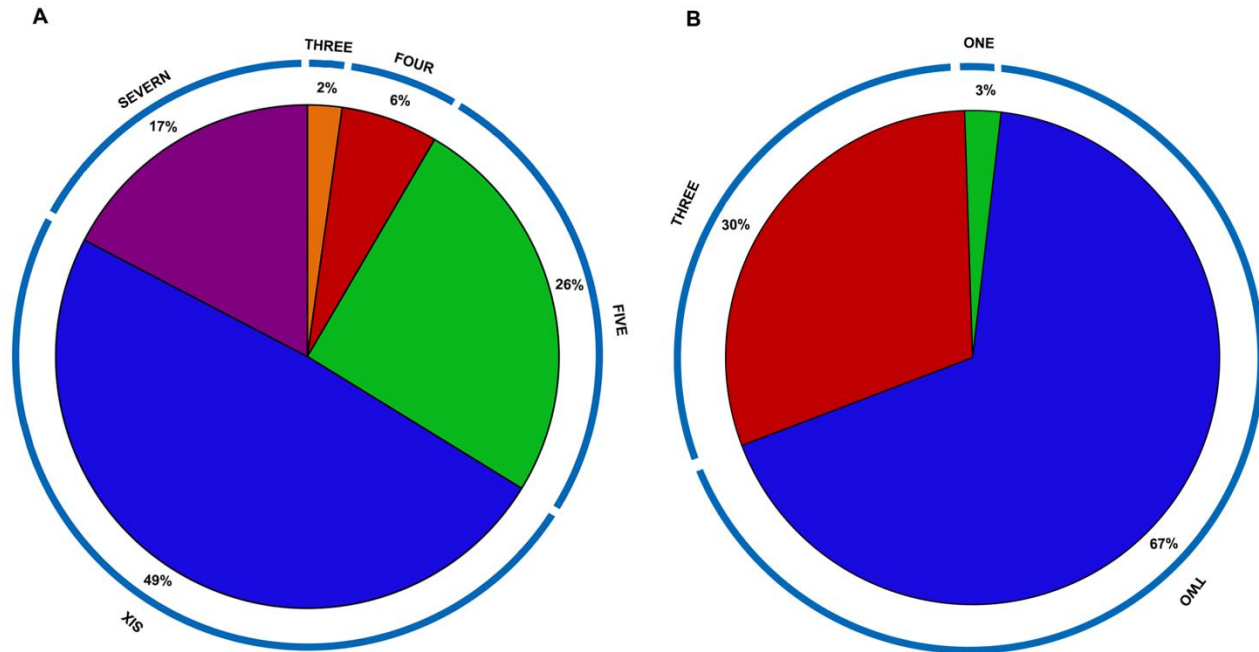 A
THREE
2%
FOUR
6%
FIVE
26%
SIX
49%
SEVERN
17%
B
ONE
3%
TWO
67%
THREE
30%